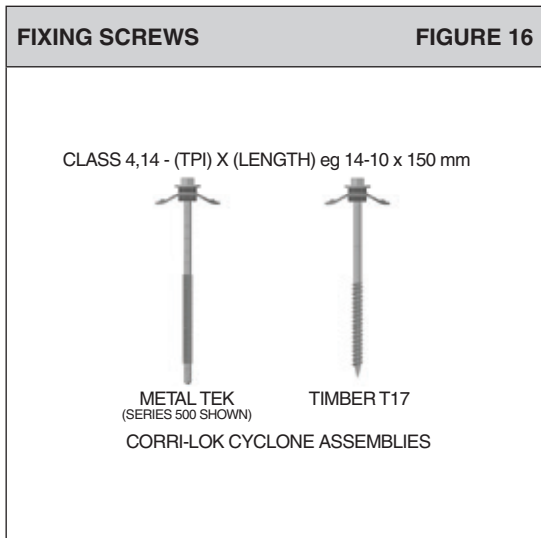 FIXING SCREWS FIGURE 16
CLASS 4,14 - (TPI) X (LENGTH) eg 14-10 x 150 mm
METAL TEK TIMBER T17
(SERIES 500 SHOWN)
CORRI-LOK CYCLONE ASSEMBLIES